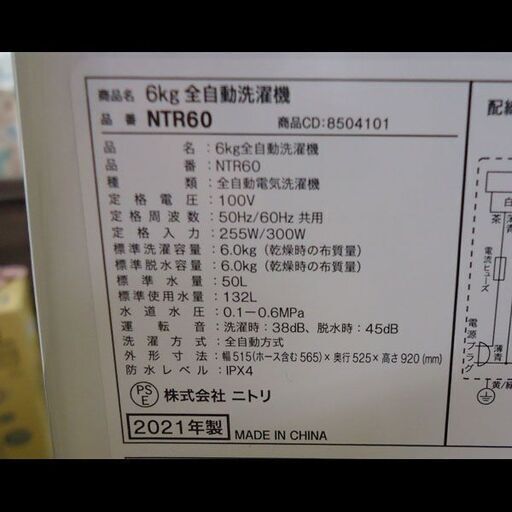 商品名 6kg 全自動洗濯機
品 番 NTR60 商品CD:8504101
品名:6kg全自動洗濯機
品番:NTR60
種類:全自動電気洗濯機
定格電圧:100V
定格周波数:50Hz/60Hz 共用
定格入力:255W/300W
標準洗濯容量:6.0kg(乾燥時の布質量)
標準脱水容量:6.0kg(乾燥時の布質量)
標準水量:50L
標準使用水量:132L
水道水圧:0.1-0.6MPa
運転音:洗濯時:38dB、脱水時:45dB
洗濯方式:全自動方式
外形寸法:幅515(ホース含む565)×奥行525×高さ920(mm)
防水レベル:IPX4
PSE 株式会社 ニトリ
2021年製 MADE IN CHINA
配線
白
茶
薄青
電流ヒューズ
電源プラグ
薄青
黄/緑